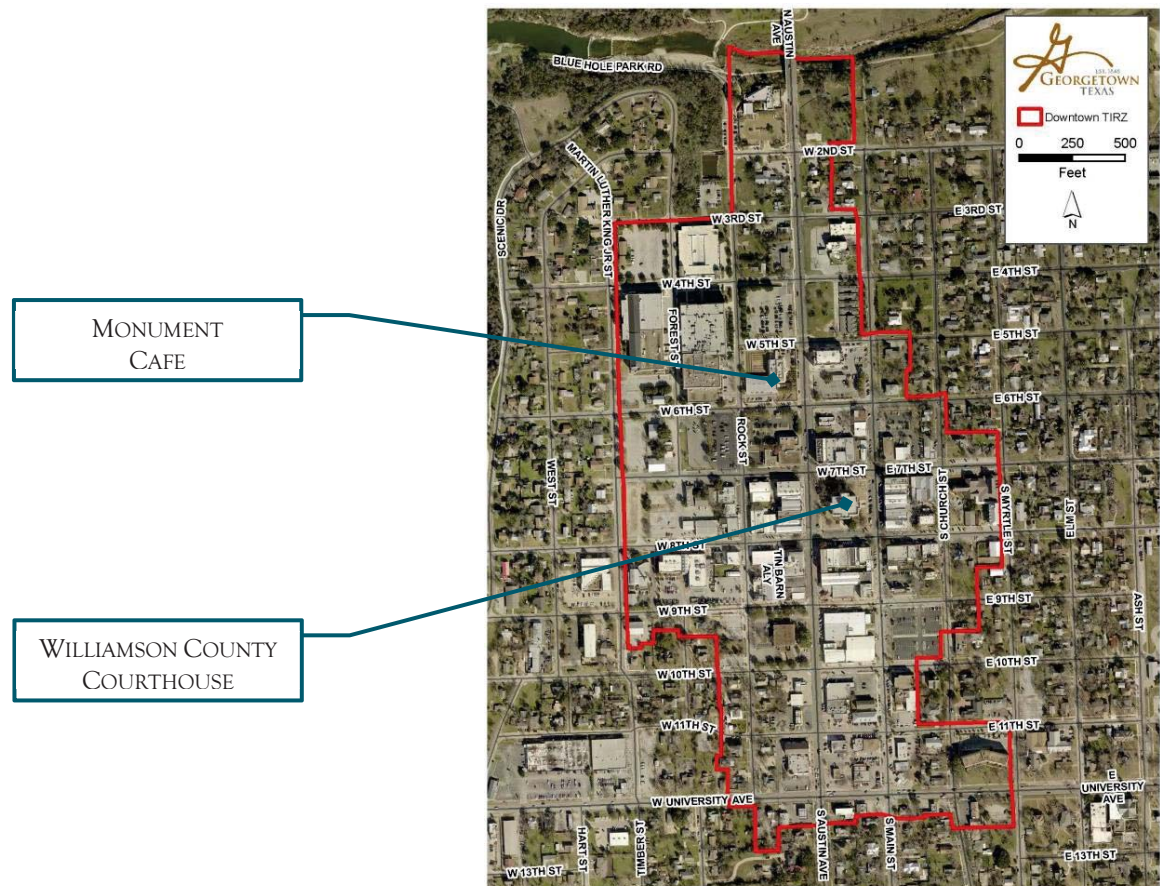 MONUMENT
CAFE
WILLIAMSON COUNTY
COURTHOUSE
N AUSTIN
AVE
BLUE HOLE PARK RD
EST. 1848
GEORGETOWN
TEXAS
Downtown TIRZ
0 250 500
Feet
N
W 2ND ST
MARTIN LUTHER KING JR ST
SCENIC DR
W 3RD ST
E 3RD ST
W 4TH ST
E 4TH ST
FOREST S
W 5TH ST
E 5TH ST
W 6TH ST
E 6TH ST
ROCK ST
W 7TH ST
E 7TH ST
WEST ST
S CHURCH ST
S MYRTLE ST
ELM ST
W 8TH ST
TIN BARN
ALY
W 9TH ST
E 9TH ST
ASH ST
W 10TH ST
E 10TH ST
W 11TH ST
E 11TH ST
W UNIVERSITY AVE
E
UNIVERSITY
AVE
HART ST
TIMBER ST
S AUSTIN AVE
S MAIN ST
W 13TH ST
E 13TH ST